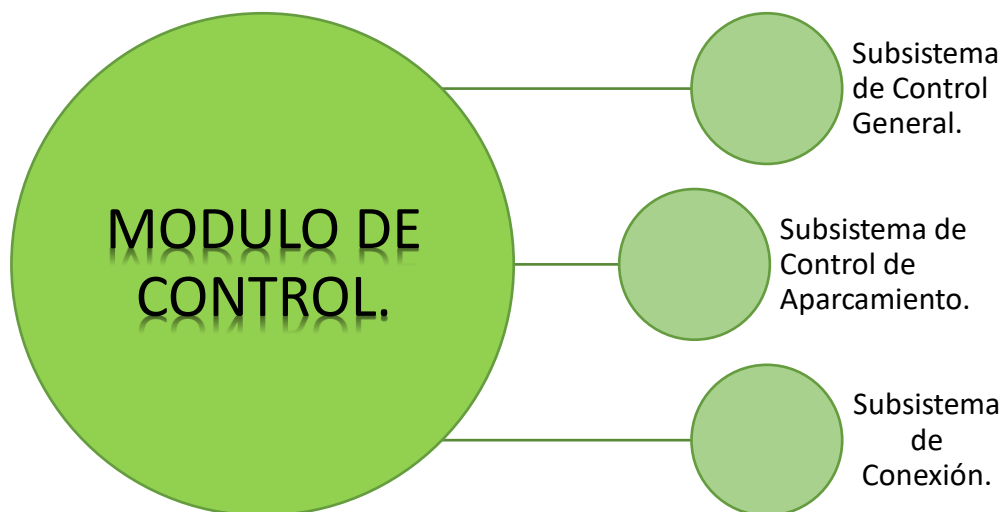 MODULO DE
CONTROL.
Subsistema
de Control
General.
Subsistema de
Control de
Aparcamiento.
Subsistema
de
Conexión.